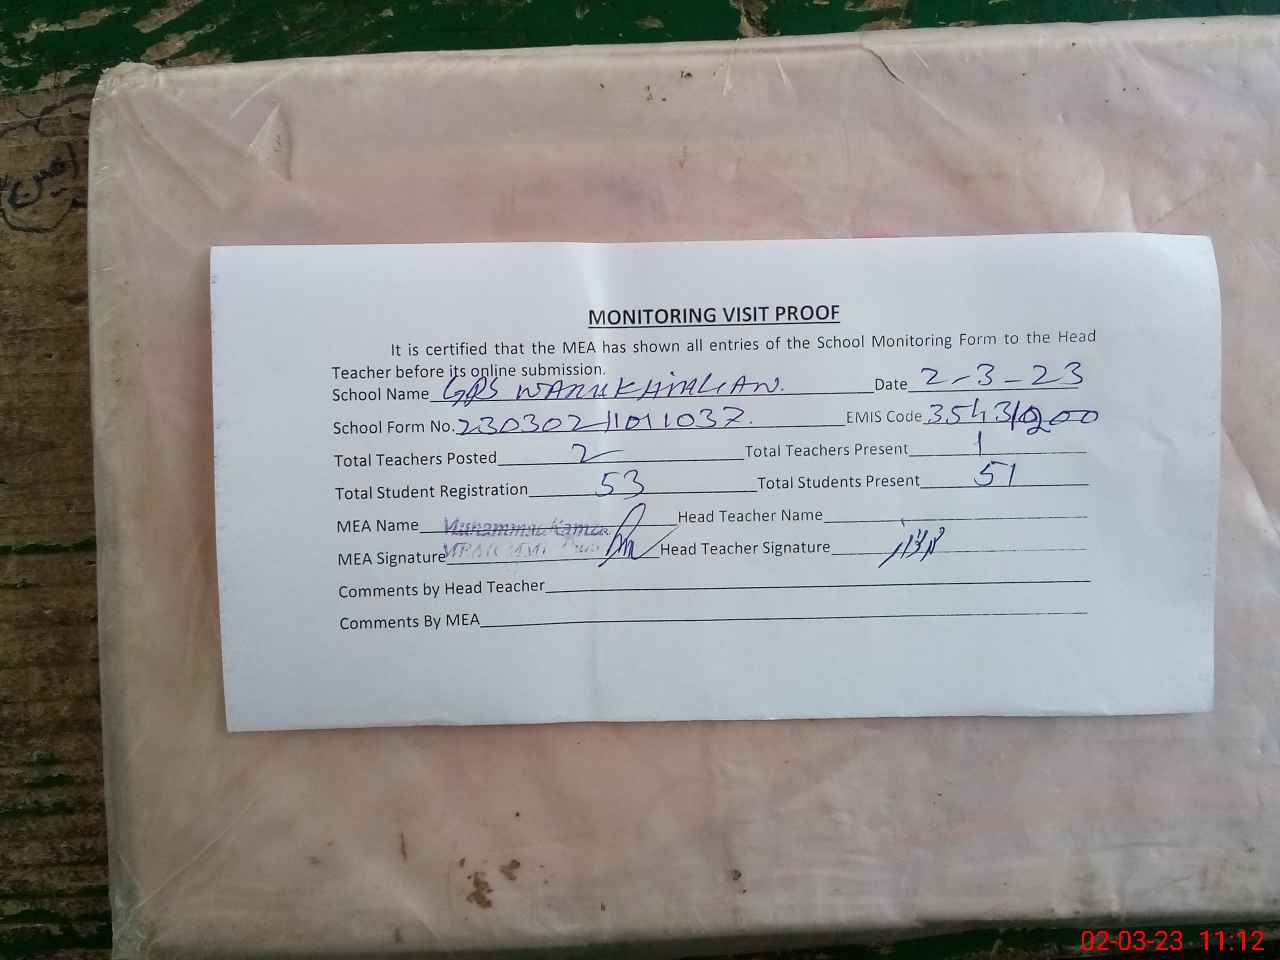 MONITORING VISIT PROOF
It is certified that the MEA has shown all entries of the School Monitoring Form to the Head
Teacher before its online submission.
School Name GPS Date 2-3-23
School Form No. EMIS Code
Total Teachers Posted 2 Total Teachers Present 1
Total Student Registration 53 Total Students Present 51
MEA Name Muhammad Head Teacher Name
MEA Signature Head Teacher Signature
Comments by Head Teacher
Comments By MEA
02-03-23 11:12